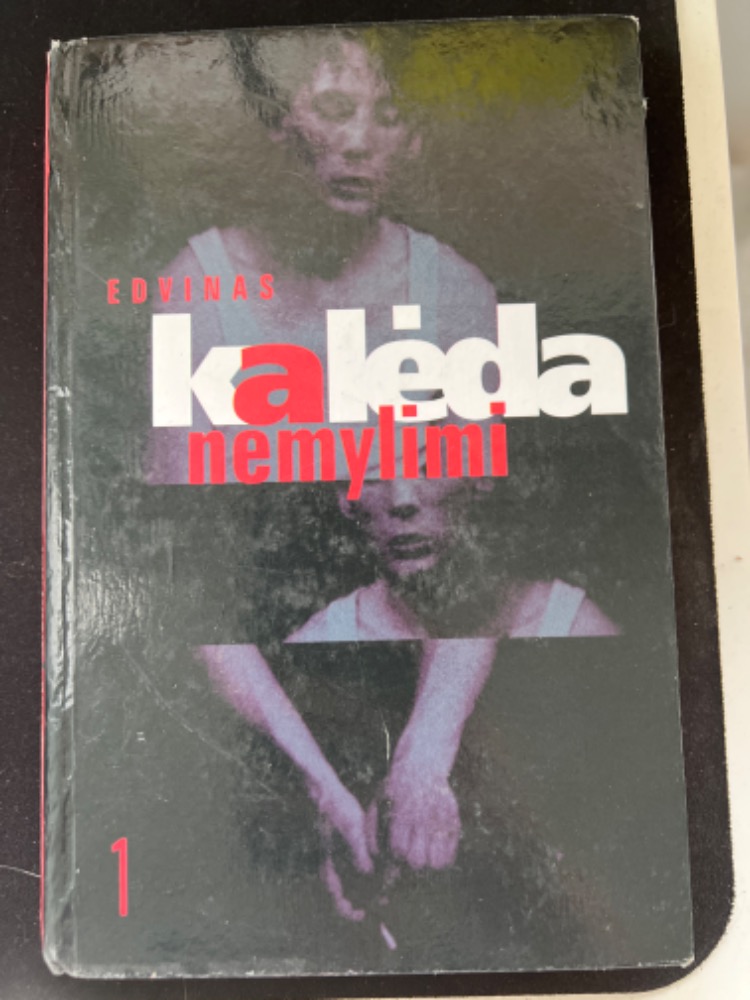 EDVINAS
kalėda
nemylimi
1